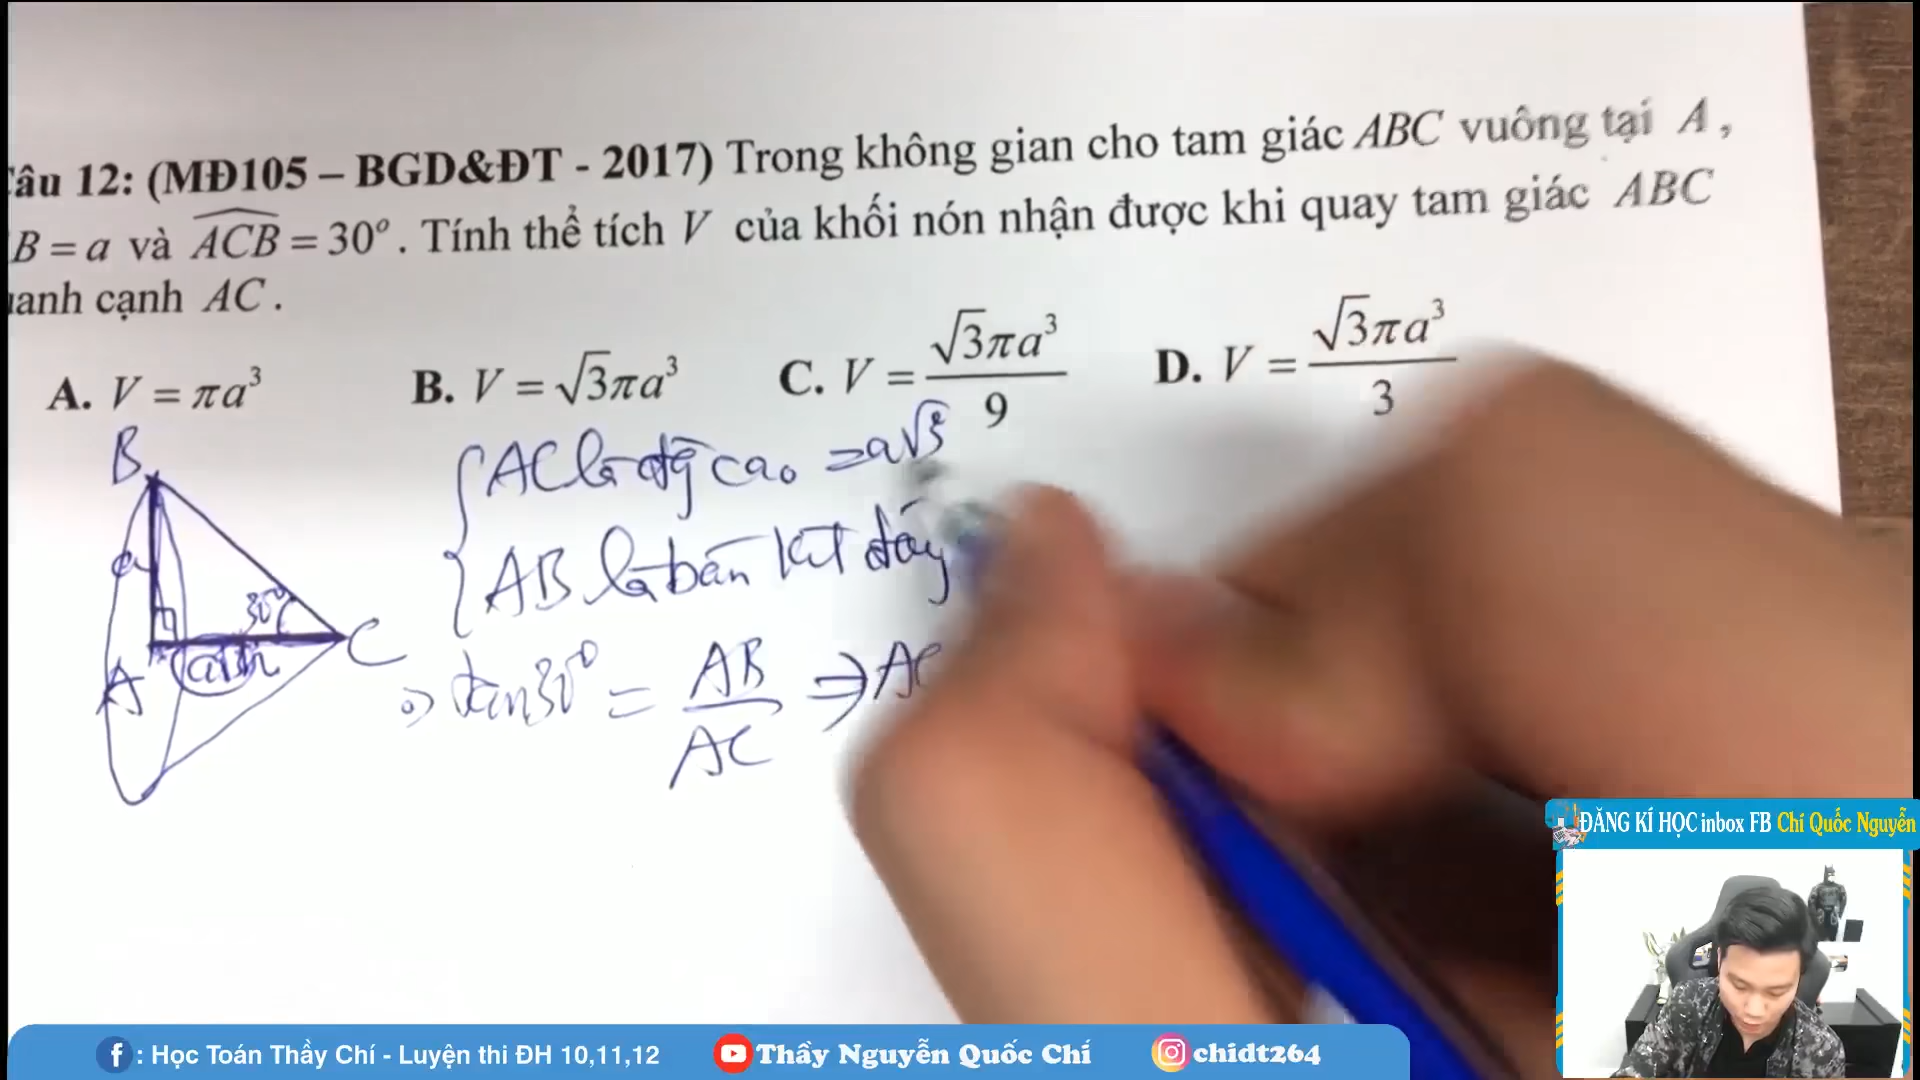 âu 12: (MĐ105 – BGD&ĐT - 2017) Trong không gian cho tam giác ABC vuông tại A,
B = a và ACB = 30°. Tính thể tích V của khối nón nhận được khi quay tam giác ABC
anh cạnh AC.
A. V = πa³ B. V = √3πa³ C. V = √3πa³/9 D. V = √3πa³/3
B
a
30°
A
C
AC là đg cao = a√3
AB là bán kít đáy
tan30° = AB/AC ⇒ AC
ĐĂNG KÍ HỌC inbox FB Chí Quốc Nguyễn
f : Học Toán Thầy Chí - Luyện thi ĐH 10,11,12
Thầy Nguyễn Quốc Chí
chidt264